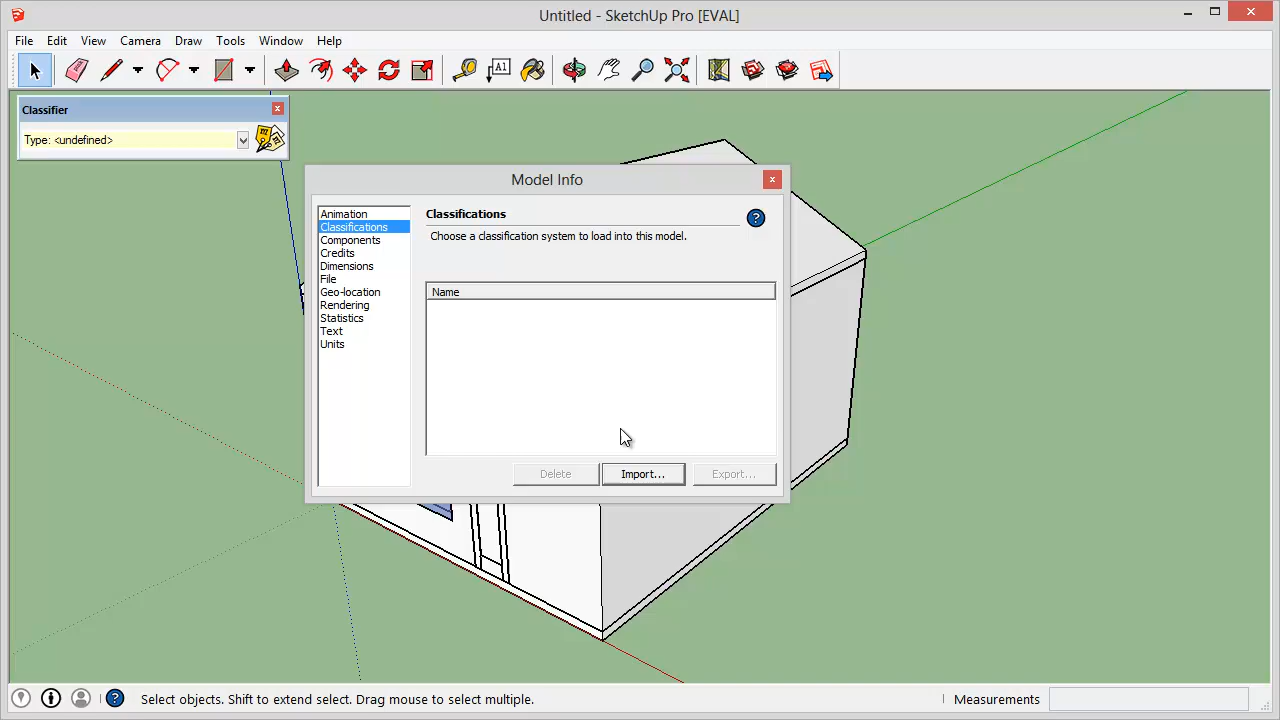 Untitled - SketchUp Pro [EVAL]
File Edit View Camera Draw Tools Window Help
A1
Classifier
Type: <undefined>
Model Info
Animation
Classifications
Components
Credits
Dimensions
File
Geo-location
Rendering
Statistics
Text
Units
Classifications
Choose a classification system to load into this model.
Name
Delete Import... Export...
Select objects. Shift to extend select. Drag mouse to select multiple.
Measurements